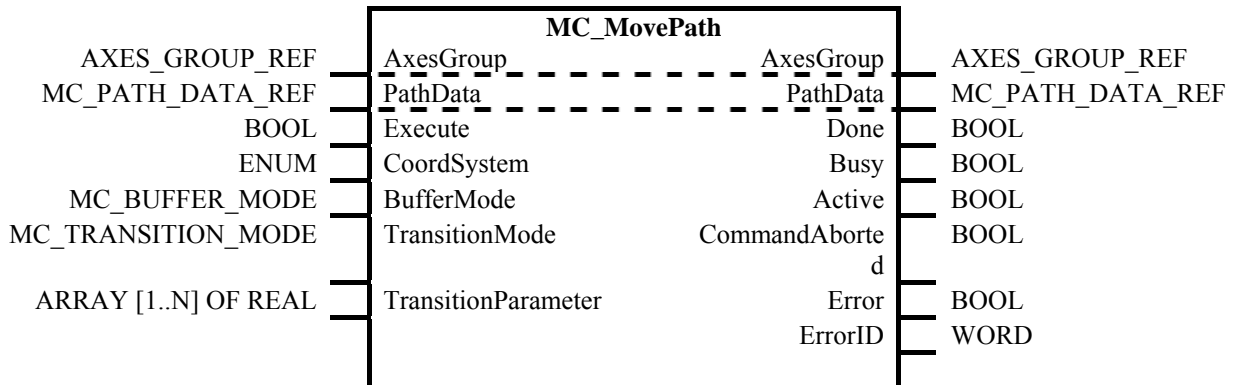 MC_MovePath
AXES_GROUP_REF AxesGroup AxesGroup AXES_GROUP_REF
MC_PATH_DATA_REF PathData PathData MC_PATH_DATA_REF
BOOL Execute Done BOOL
ENUM CoordSystem Busy BOOL
MC_BUFFER_MODE BufferMode Active BOOL
MC_TRANSITION_MODE TransitionMode CommandAborte BOOL
d
ARRAY [1..N] OF REAL TransitionParameter Error BOOL
ErrorID WORD